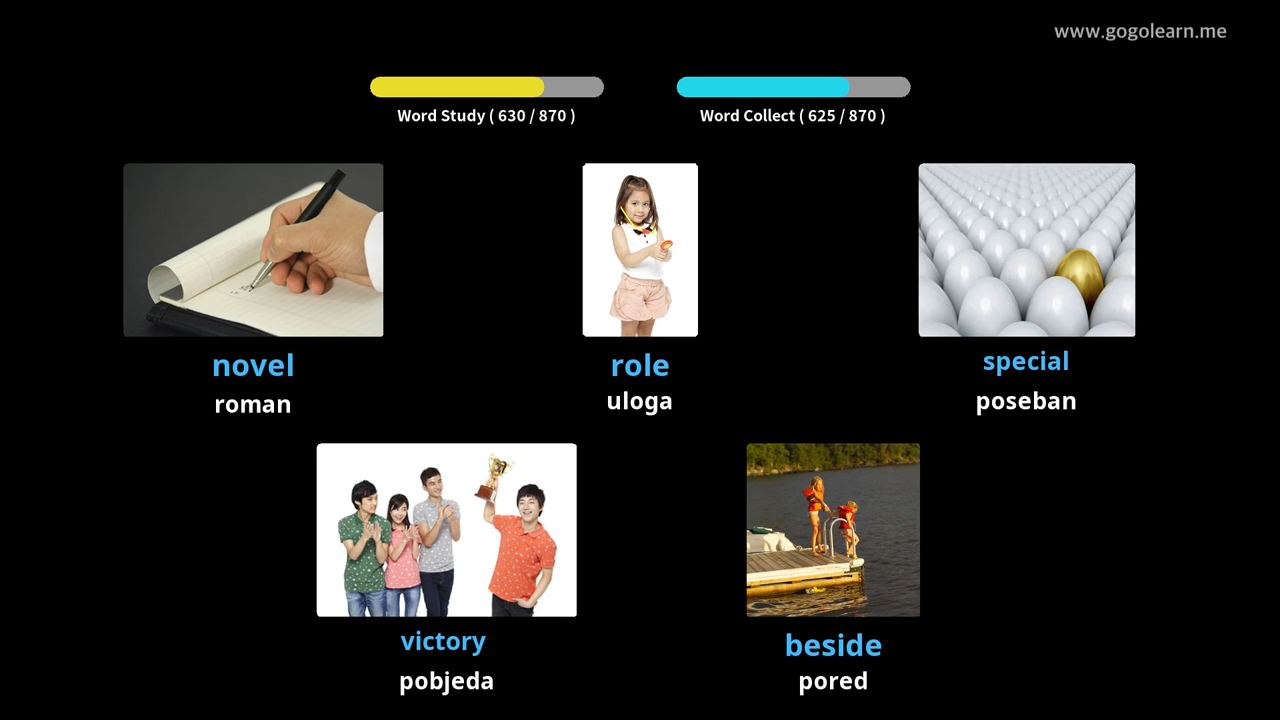 www.gogolearn.me
Word Study ( 630 / 870 )
Word Collect ( 625 / 870 )
novel
roman
role
uloga
special
poseban
victory
pobjeda
beside
pored